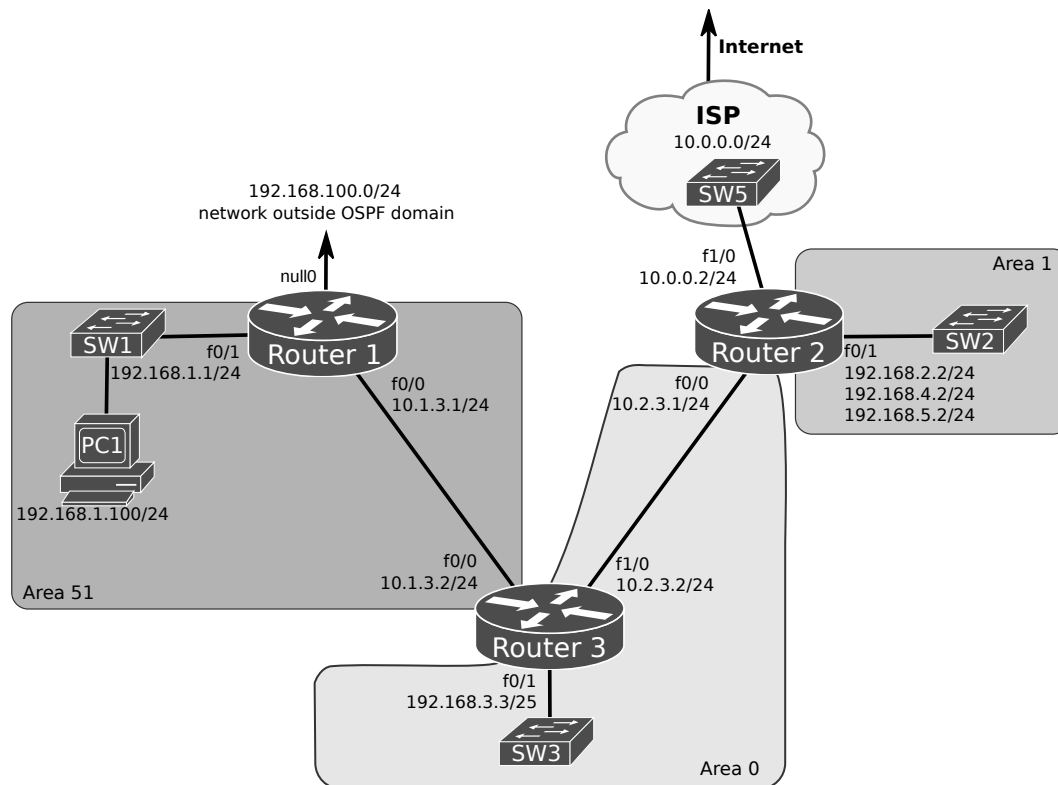 Internet
ISP
10.0.0.0/24
SW5
192.168.100.0/24
network outside OSPF domain
null0
f1/0
10.0.0.2/24
Area 1
SW1
f0/1
192.168.1.1/24
Router 1
Router 2
f0/1
192.168.2.2/24
192.168.4.2/24
192.168.5.2/24
SW2
f0/0
10.1.3.1/24
f0/0
10.2.3.1/24
PC1
192.168.1.100/24
f0/0
10.1.3.2/24
f1/0
10.2.3.2/24
Area 51
Router 3
f0/1
192.168.3.3/25
SW3
Area 0